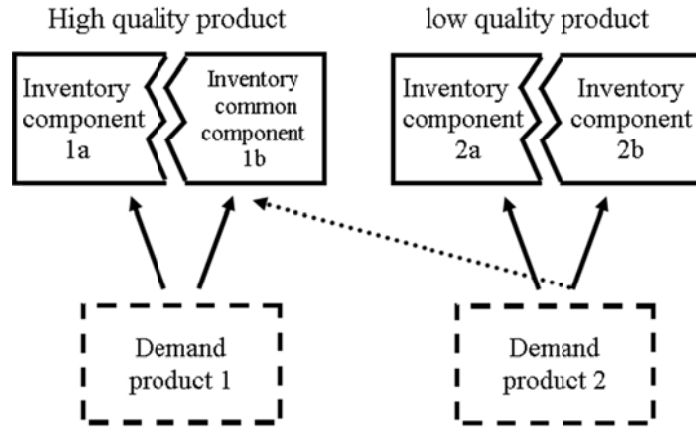 High quality product
low quality product
Inventory
component
1a
Inventory
common
component
1b
Inventory
component
2a
Inventory
component
2b
Demand
product 1
Demand
product 2